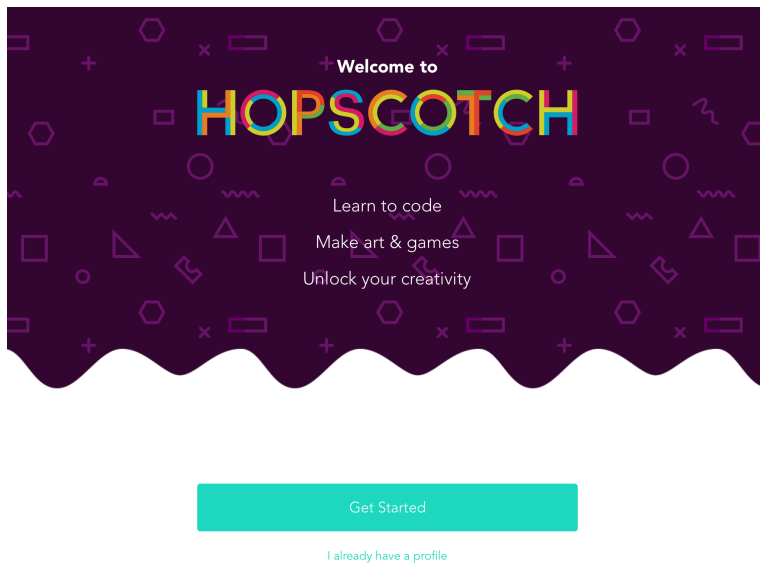 Welcome to
HOPSCOTCH
Learn to code
Make art & games
Unlock your creativity
Get Started
I already have a profile